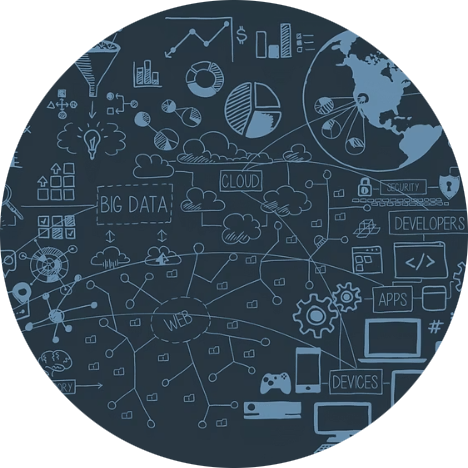 $
CLOUD
SECURITY
BIG DATA
DEVELOPERS
</>
APPS
WEB
#
DEVICES